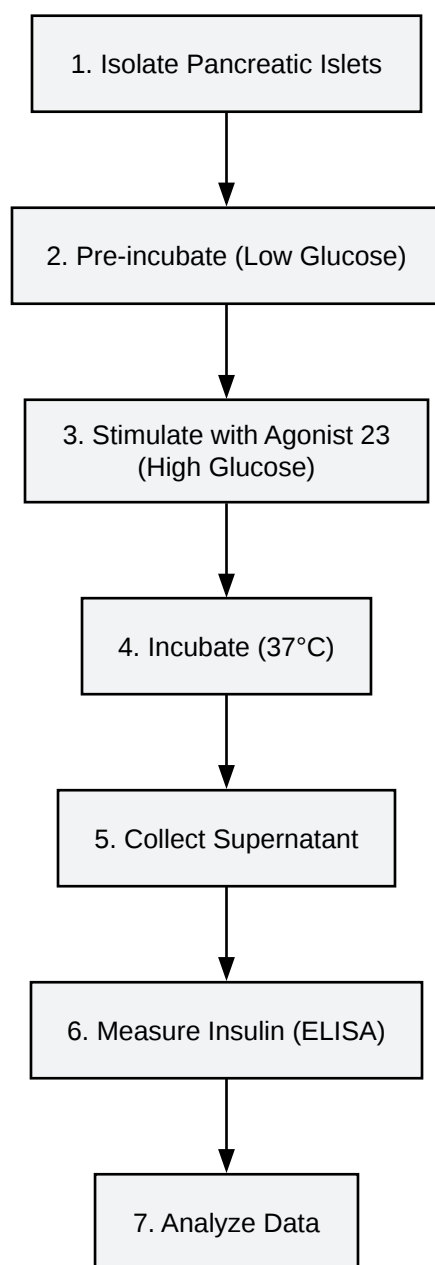 1. Isolate Pancreatic Islets
2. Pre-incubate (Low Glucose)
3. Stimulate with Agonist 23
(High Glucose)
4. Incubate (37°C)
5. Collect Supernatant
6. Measure Insulin (ELISA)
7. Analyze Data